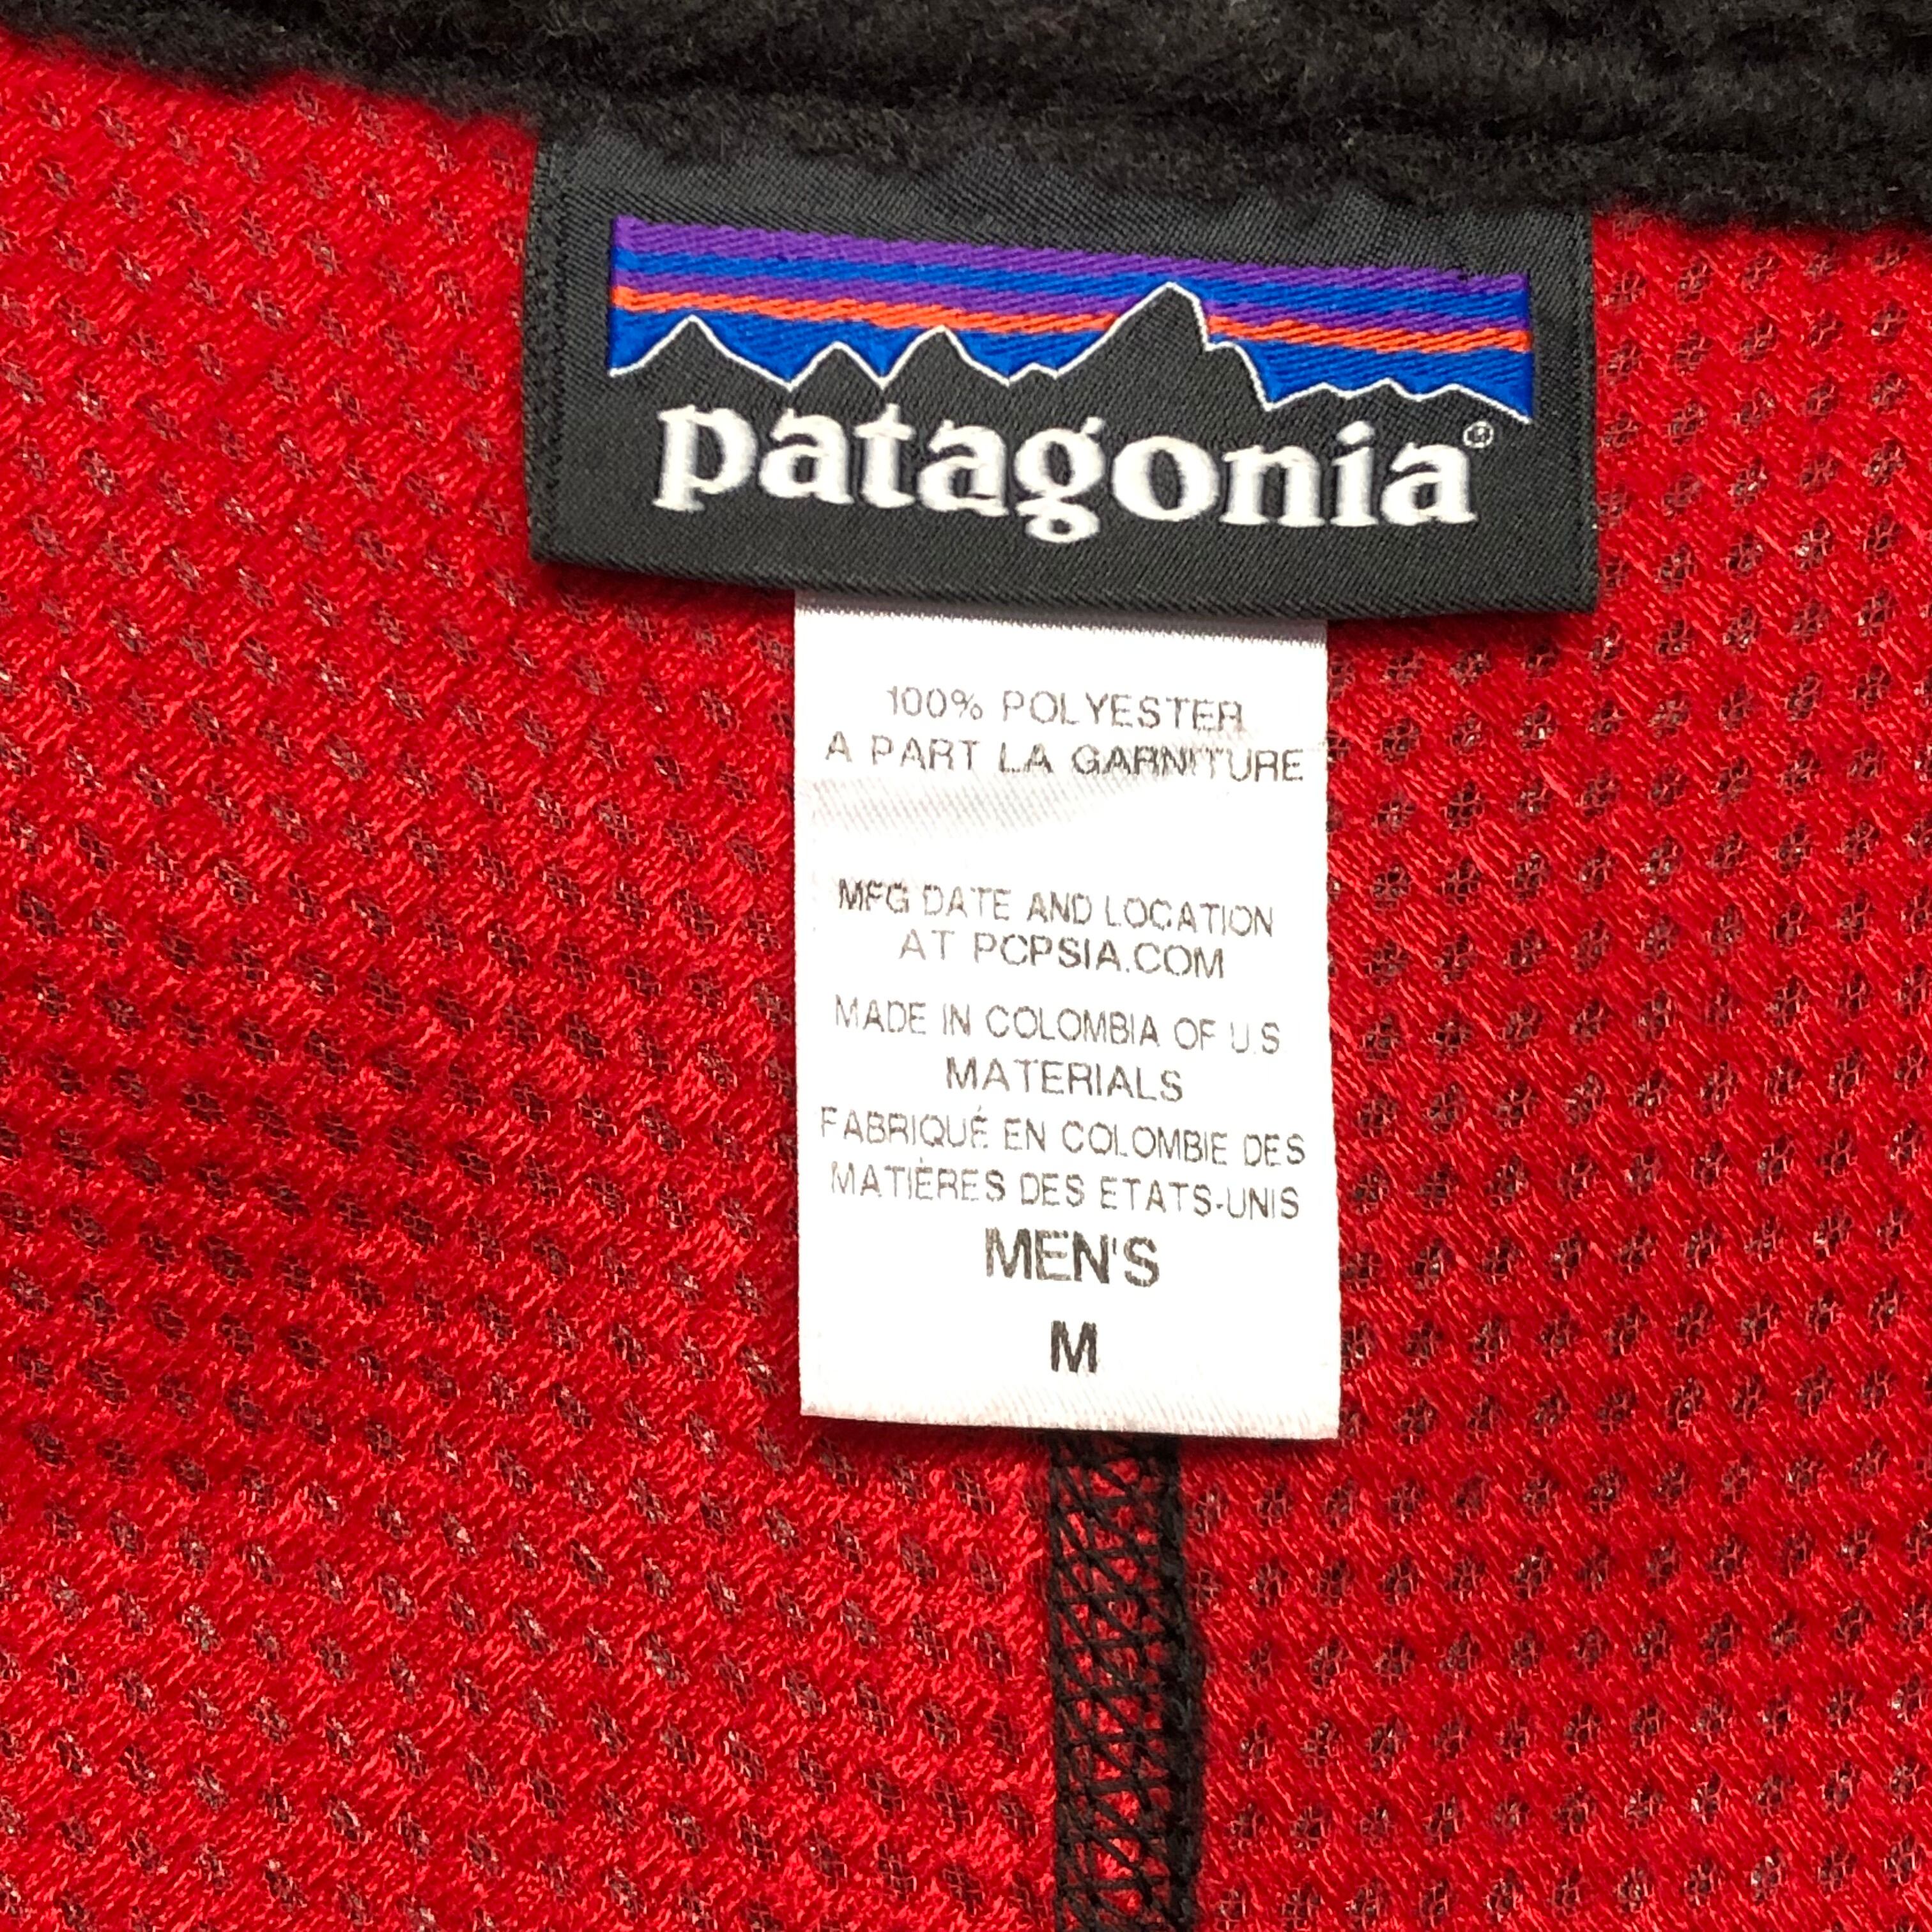 patagonia®
100% POLYESTER
A PART LA GARNITURE
MFG DATE AND LOCATION
AT PCPSIA.COM
MADE IN COLOMBIA OF U.S
MATERIALS
FABRIQUÉ EN COLOMBIE DES
MATIÈRES DES ETATS-UNIS
MEN'S
M